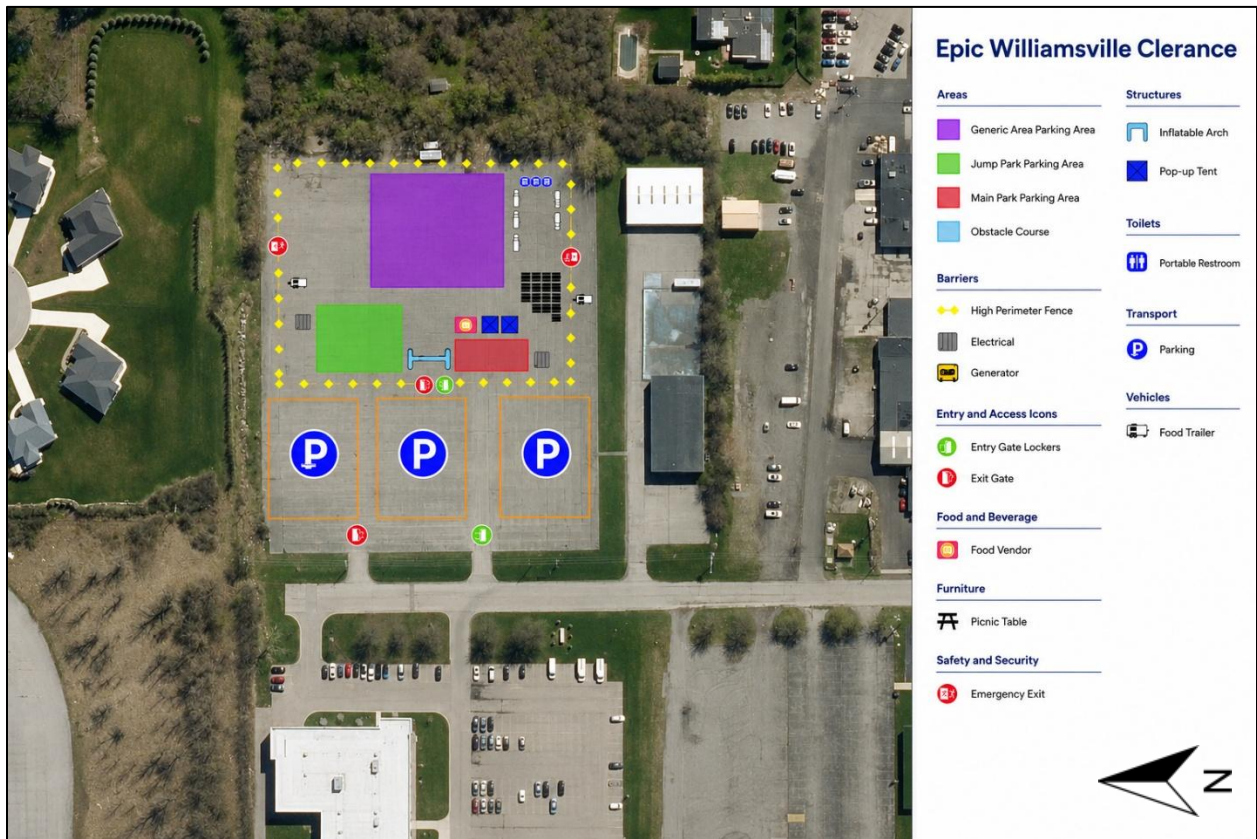 Epic Williamsville Clerance
Areas
Generic Area Parking Area
Jump Park Parking Area
Main Park Parking Area
Obstacle Course
Barriers
High Perimeter Fence
Electrical
Generator
Entry and Access Icons
Entry Gate Lockers
Exit Gate
Food and Beverage
Food Vendor
Furniture
Picnic Table
Safety and Security
Emergency Exit
Structures
Inflatable Arch
Pop-up Tent
Toilets
Portable Restroom
Transport
P
Parking
Vehicles
Food Trailer
P
P
P
N